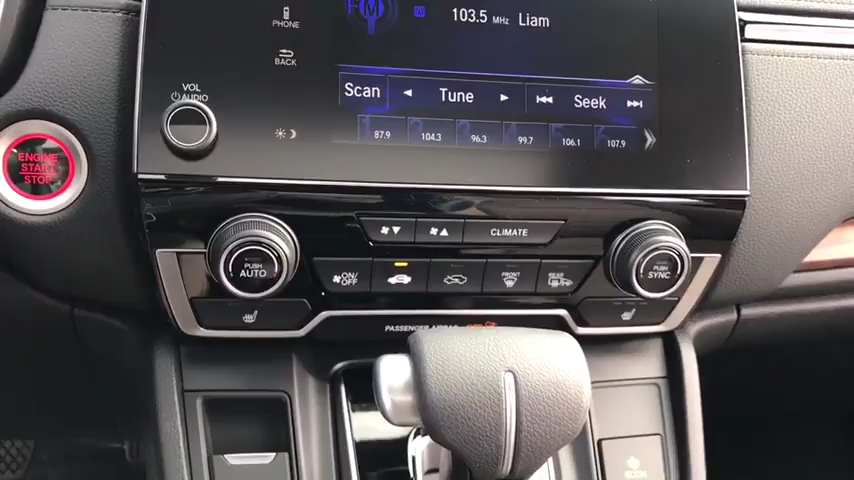 PHONE
FM
103.5 MHz Liam
BACK
VOL
AUDIO
Scan
Tune
Seek
87.9
104.3
96.3
99.7
106.1
107.9
ENGINE
START
STOP
CLIMATE
PUSH
AUTO
ON/
OFF
FRONT
REAR
PUSH
SYNC
PASSENGER AIRBAG
ECON